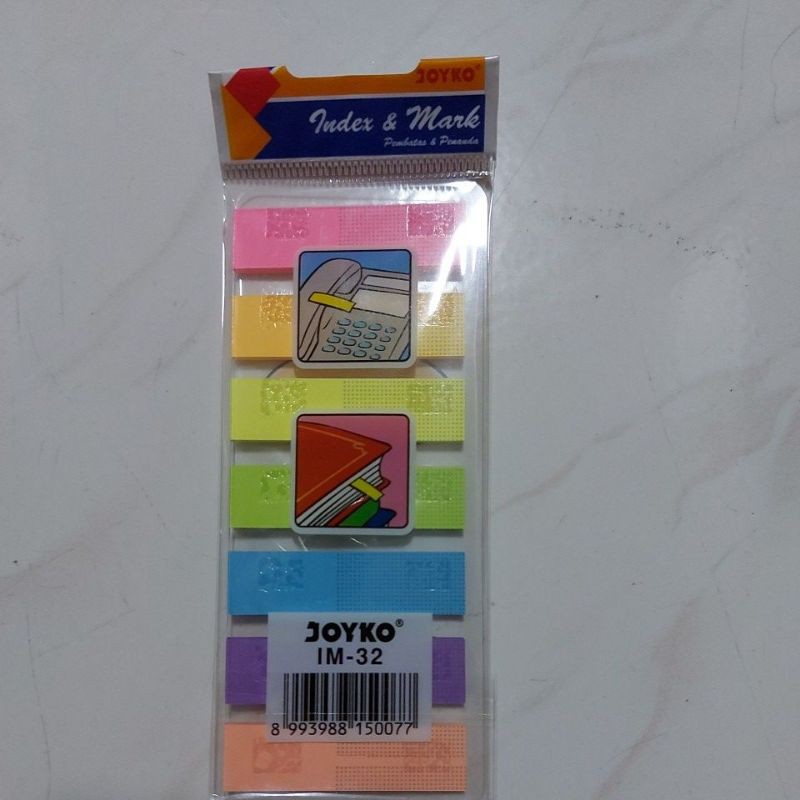 JOYKO
Index & Mark
Pembatas & Penanda
JOYKO®
IM-32
8 993988 150077